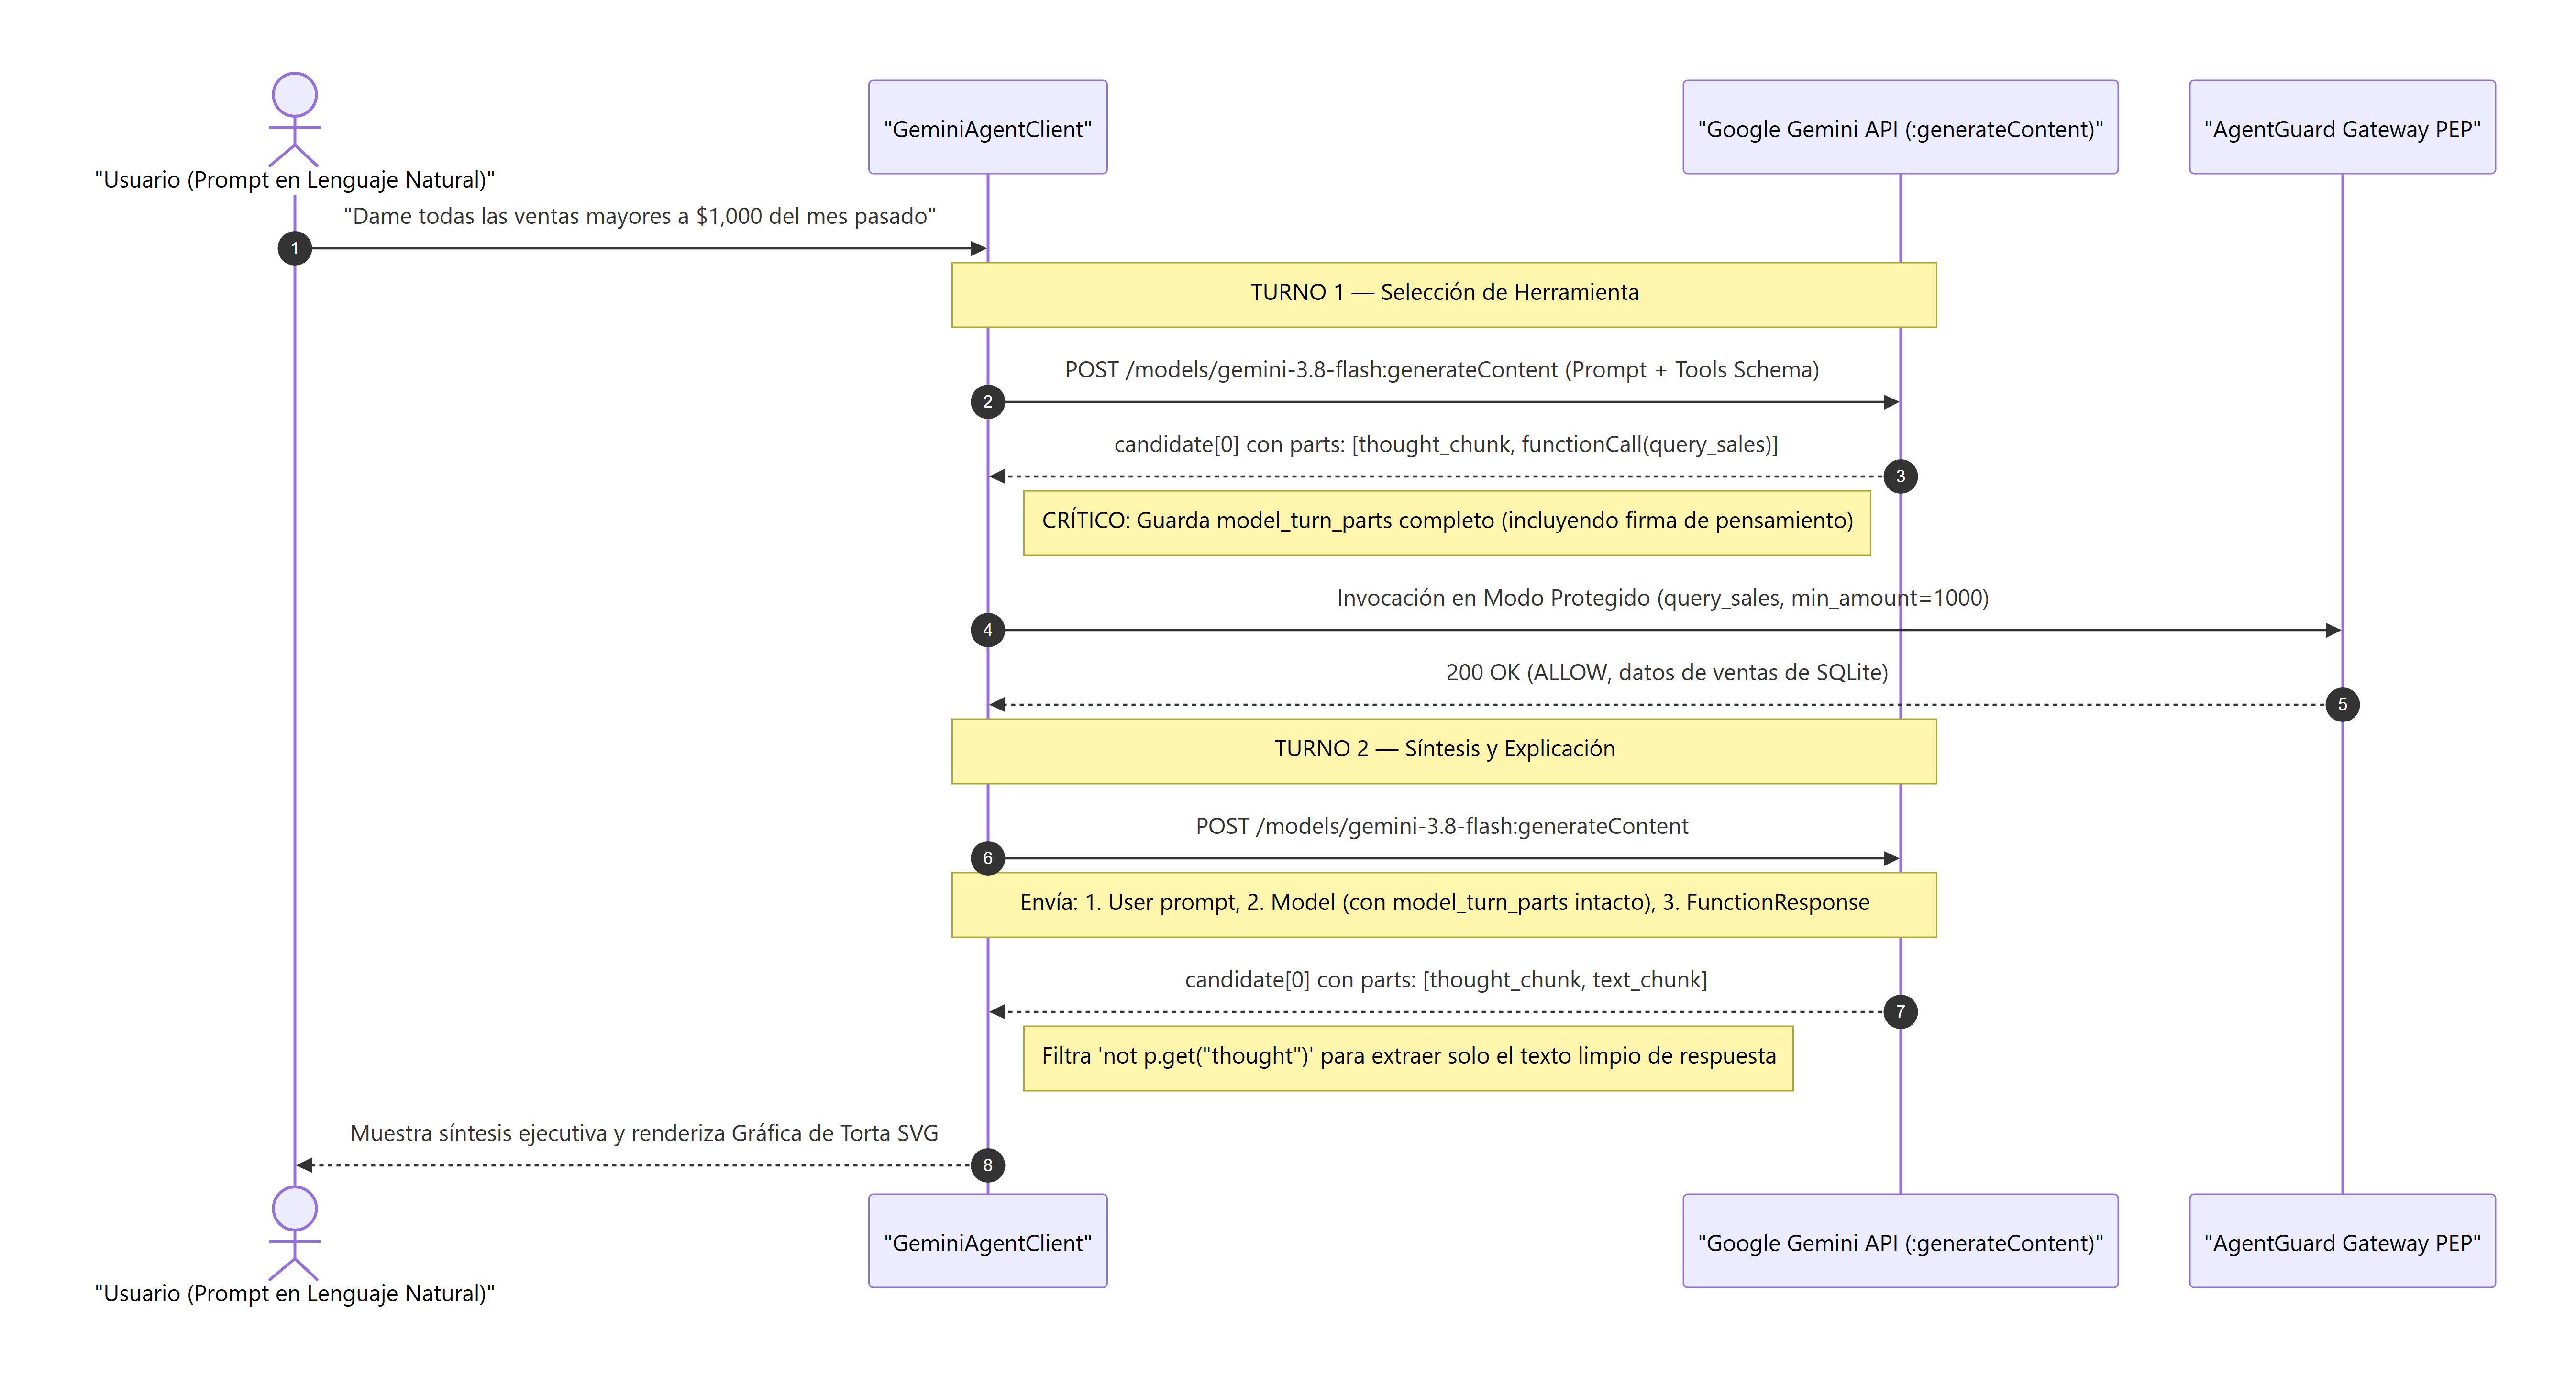 "Usuario (Prompt en Lenguaje Natural)"
"GeminiAgentClient"
"Google Gemini API (:generateContent)"
"AgentGuard Gateway PEP"
"Dame todas las ventas mayores a $1,000 del mes pasado"
1
TURNO 1 — Selección de Herramienta
POST /models/gemini-3.8-flash:generateContent (Prompt + Tools Schema)
2
candidate[0] con parts: [thought_chunk, functionCall(query_sales)]
3
CRÍTICO: Guarda model_turn_parts completo (incluyendo firma de pensamiento)
Invocación en Modo Protegido (query_sales, min_amount=1000)
4
200 OK (ALLOW, datos de ventas de SQLite)
5
TURNO 2 — Síntesis y Explicación
POST /models/gemini-3.8-flash:generateContent
6
Envía: 1. User prompt, 2. Model (con model_turn_parts intacto), 3. FunctionResponse
candidate[0] con parts: [thought_chunk, text_chunk]
7
Filtra 'not p.get("thought")' para extraer solo el texto limpio de respuesta
Muestra síntesis ejecutiva y renderiza Gráfica de Torta SVG
8
"Usuario (Prompt en Lenguaje Natural)"
"GeminiAgentClient"
"Google Gemini API (:generateContent)"
"AgentGuard Gateway PEP"